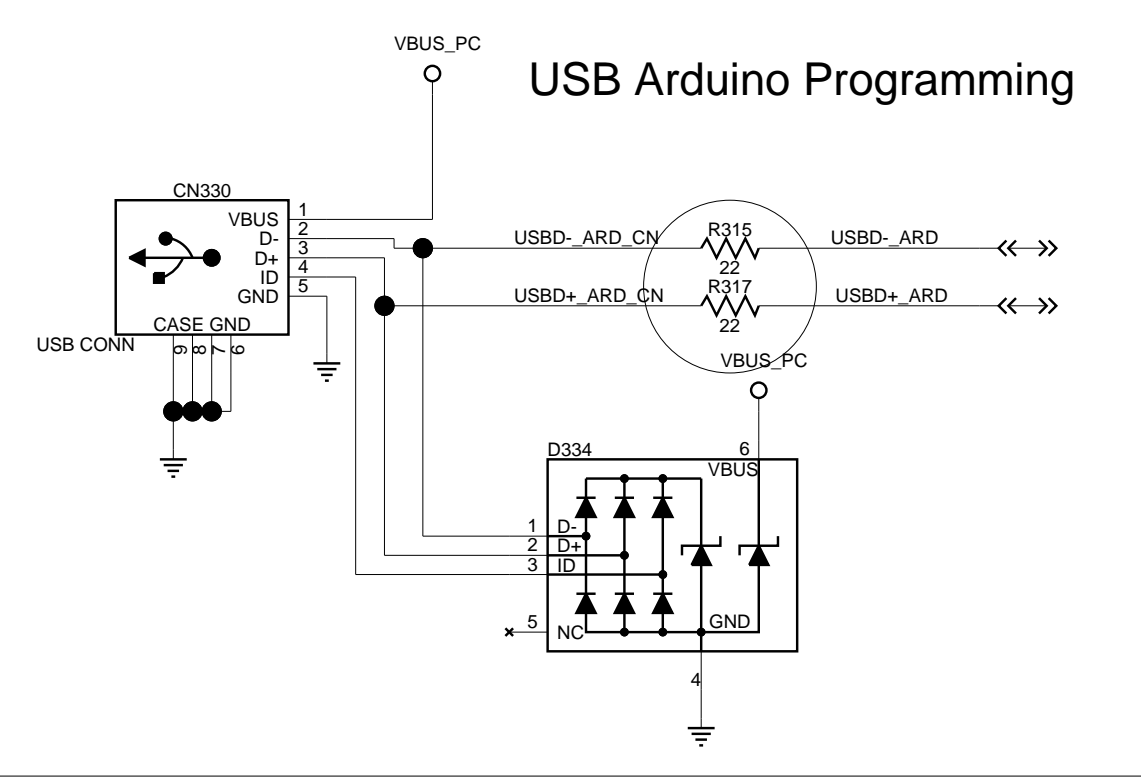 VBUS_PC
USB Arduino Programming
CN330
VBUS 1
D- 2
D+ 3
ID 4
GND 5
CASE GND
USB CONN
9 8 7 6
USBD-_ARD_CN R315 USBD-_ARD
22
USBD+_ARD_CN R317 USBD+_ARD
22
VBUS_PC
D334 6
VBUS
1 D-
2 D+
3 ID
5 NC
GND
4